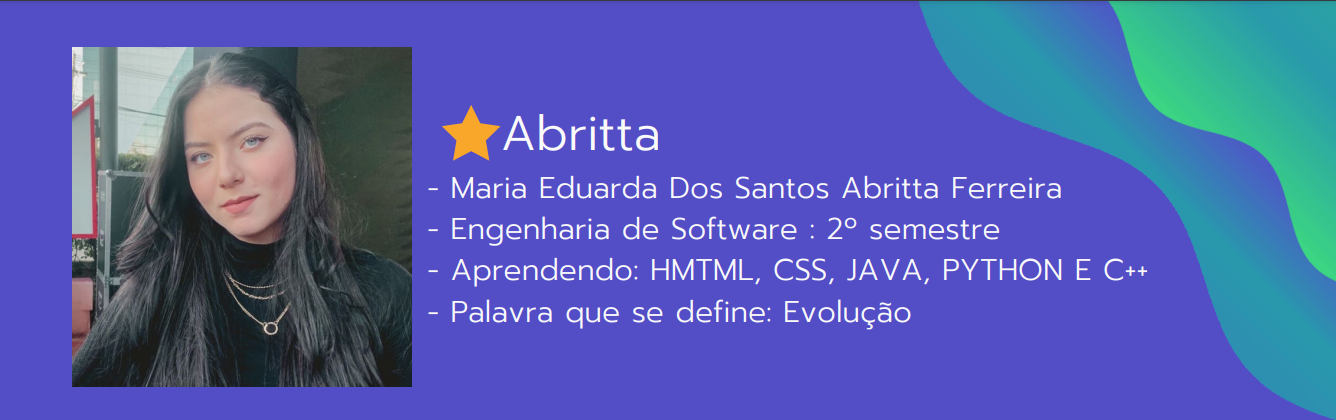 Abritta
- Maria Eduarda Dos Santos Abritta Ferreira
- Engenharia de Software : 2º semestre
- Aprendendo: HMTML, CSS, JAVA, PYTHON E C++
- Palavra que se define: Evolução